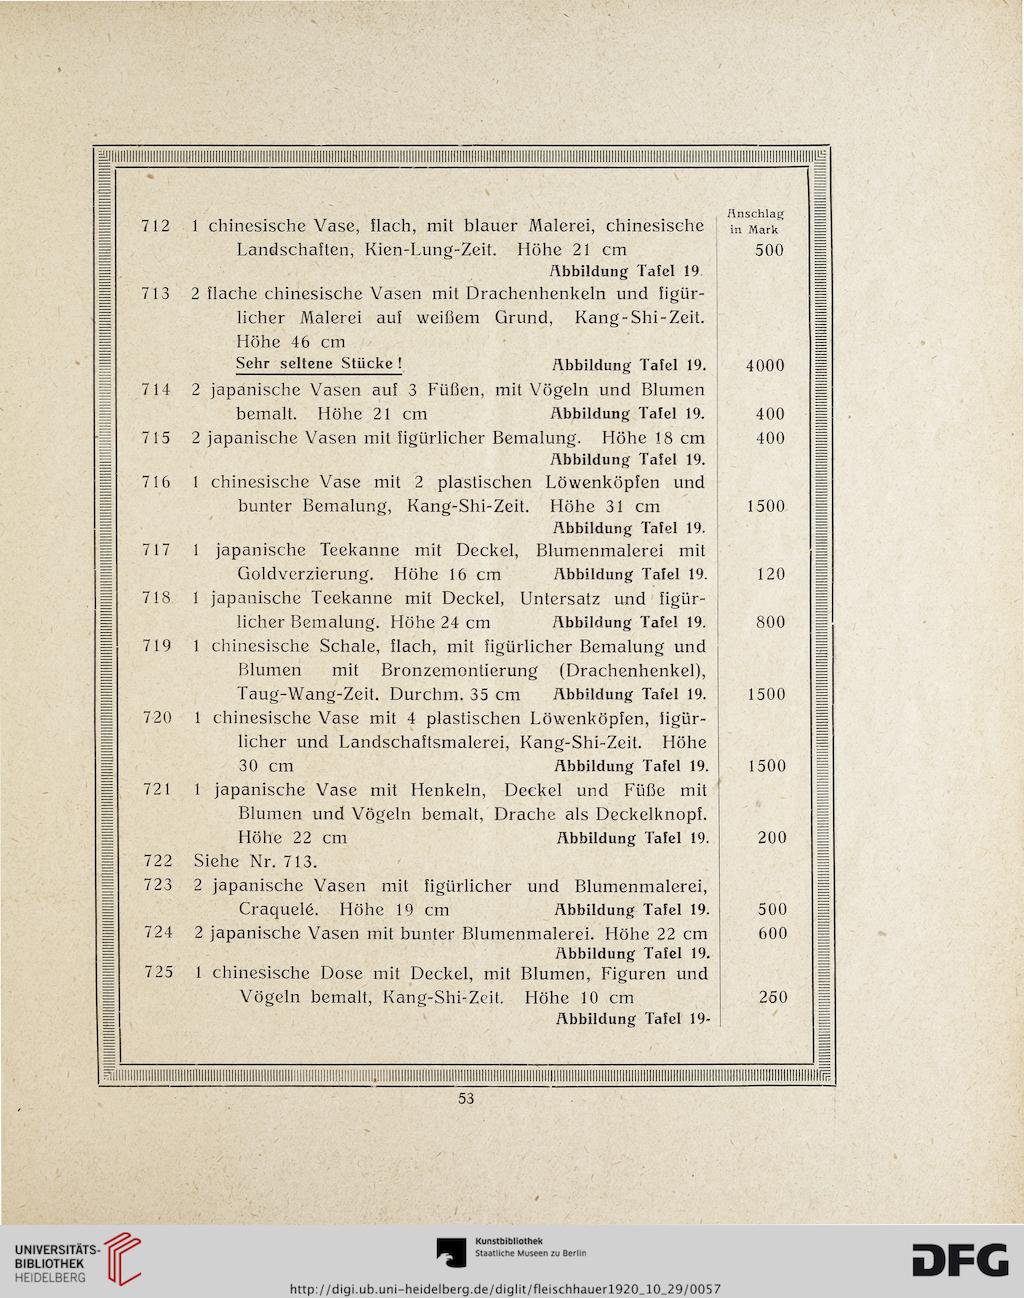 Anschlag
in Mark
712 1 chinesische Vase, flach, mit blauer Malerei, chinesische
Landschaften, Kien-Lung-Zeit. Höhe 21 cm 500
Abbildung Tafel 19.
713 2 flache chinesische Vasen mit Drachenhenkeln und figür-
licher Malerei auf weißem Grund, Kang-Shi-Zeit.
Höhe 46 cm
Sehr seltene Stücke! Abbildung Tafel 19. 4000
714 2 japanische Vasen auf 3 Füßen, mit Vögeln und Blumen
bemalt. Höhe 21 cm Abbildung Tafel 19. 400
715 2 japanische Vasen mit figürlicher Bemalung. Höhe 18 cm 400
Abbildung Tafel 19.
716 1 chinesische Vase mit 2 plastischen Löwenköpfen und
bunter Bemalung, Kang-Shi-Zeit. Höhe 31 cm 1500
Abbildung Tafel 19.
717 1 japanische Teekanne mit Deckel, Blumenmalerei mit
Goldverzierung. Höhe 16 cm Abbildung Tafel 19. 120
718 1 japanische Teekanne mit Deckel, Untersatz und figür-
licher Bemalung. Höhe 24 cm Abbildung Tafel 19. 800
719 1 chinesische Schale, flach, mit figürlicher Bemalung und
Blumen mit Bronzemontierung (Drachenhenkel),
Taug-Wang-Zeit. Durchm. 35 cm Abbildung Tafel 19. 1500
720 1 chinesische Vase mit 4 plastischen Löwenköpfen, figür-
licher und Landschaftsmalerei, Kang-Shi-Zeit. Höhe
30 cm Abbildung Tafel 19. 1500
721 1 japanische Vase mit Henkeln, Deckel und Füße mit
Blumen und Vögeln bemalt, Drache als Deckelknopf.
Höhe 22 cm Abbildung Tafel 19. 200
722 Siehe Nr. 713.
723 2 japanische Vasen mit figürlicher und Blumenmalerei,
Craquelé. Höhe 19 cm Abbildung Tafel 19. 500
724 2 japanische Vasen mit bunter Blumenmalerei. Höhe 22 cm 600
Abbildung Tafel 19.
725 1 chinesische Dose mit Deckel, mit Blumen, Figuren und
Vögeln bemalt, Kang-Shi-Zeit. Höhe 10 cm 250
Abbildung Tafel 19-
53
UNIVERSITÄTS-
BIBLIOTHEK
HEIDELBERG
Kunstbibliothek
Staatliche Museen zu Berlin
DFG
http://digi.ub.uni-heidelberg.de/diglit/fleischhauer1920_10_29/0057